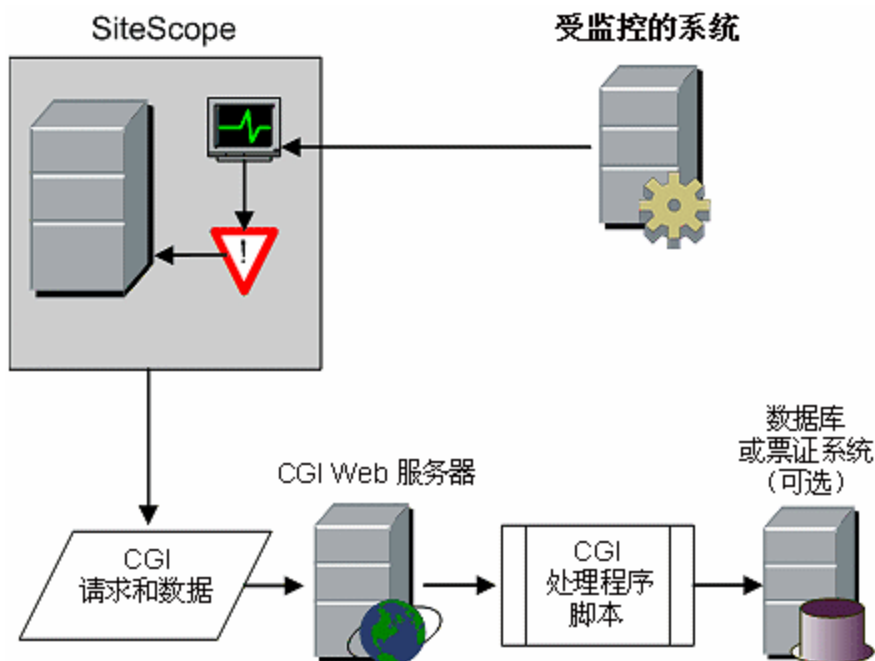 SiteScope
受监控的系统
数据库
或票证系统
（可选）
CGI Web 服务器
CGI
请求和数据
CGI
处理程序
脚本